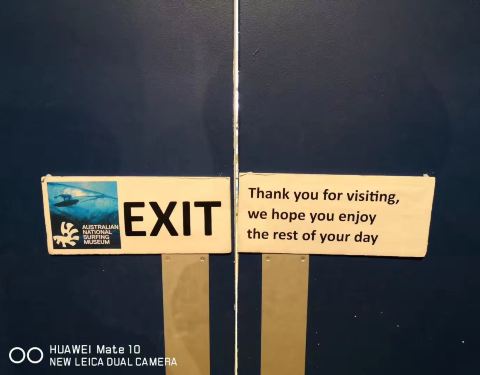 AUSTRALIAN
NATIONAL
SURFING
MUSEUM
EXIT
Thank you for visiting,
we hope you enjoy
the rest of your day
HUAWEI Mate 10
NEW LEICA DUAL CAMERA